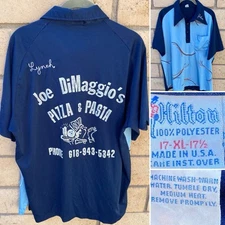 Lynch
Joe DiMaggio's
PIZZA & PASTA
PHONE 818-843-5342
Hilton
100% POLYESTER
17-XL-17½
MADE IN U.S.A.
MACHINE WASH-WARM
WATER, TUMBLE DRY,
MEDIUM HEAT
REMOVE PROMPTLY.